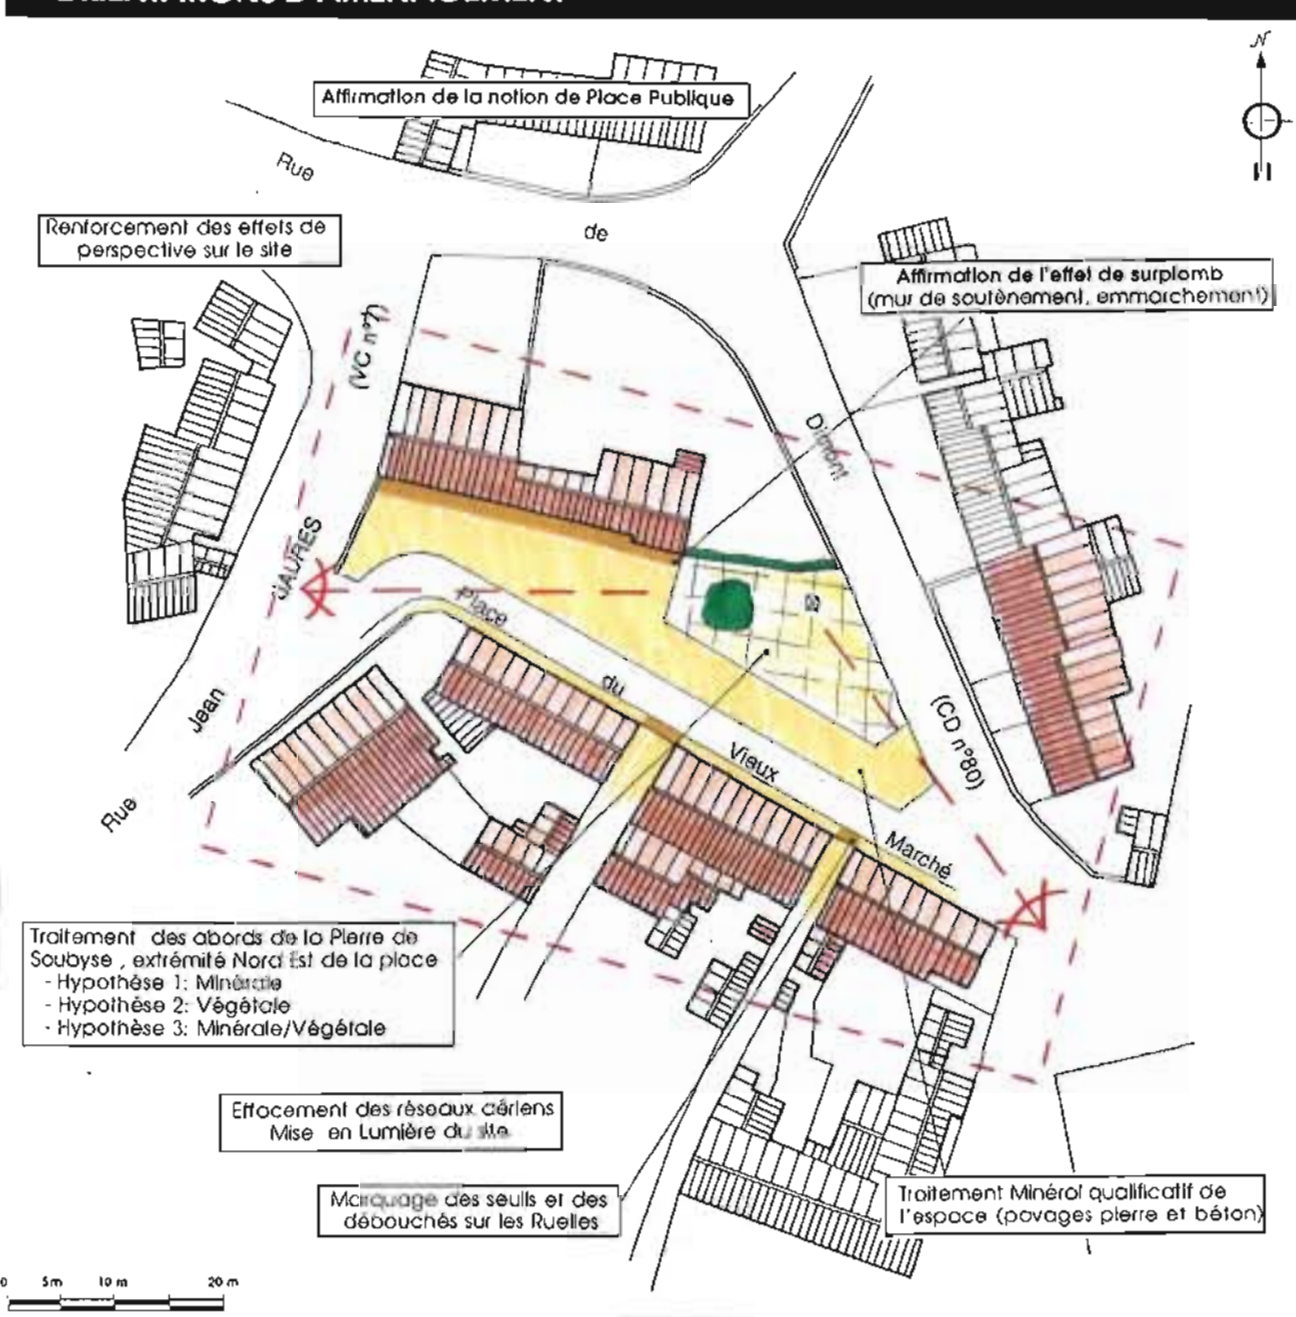 Affirmation de la notion de Place Publique
N
Rue
de
Renforcement des effets de
perspective sur le site
Affirmation de l'effet de surplomb
(mur de soutènement, emmarchement)
(VC n°7)
Dilmont
JAURES
Place
du
Jean
Vieux
(CD n°80)
Rue
Marché
Traitement des abords de la Pierre de
Soubyse , extrémité Nord Est de la place
- Hypothèse 1: Minérale
- Hypothèse 2: Végétale
- Hypothèse 3: Minérale/Végétale
Effacement des réseaux aériens
Mise en Lumière du site
Marquage des seuils et des
débouchés sur les Ruelles
Traitement Minéral qualificatif de
l'espace (pavages pierre et béton)
0 5m 10 m 20 m